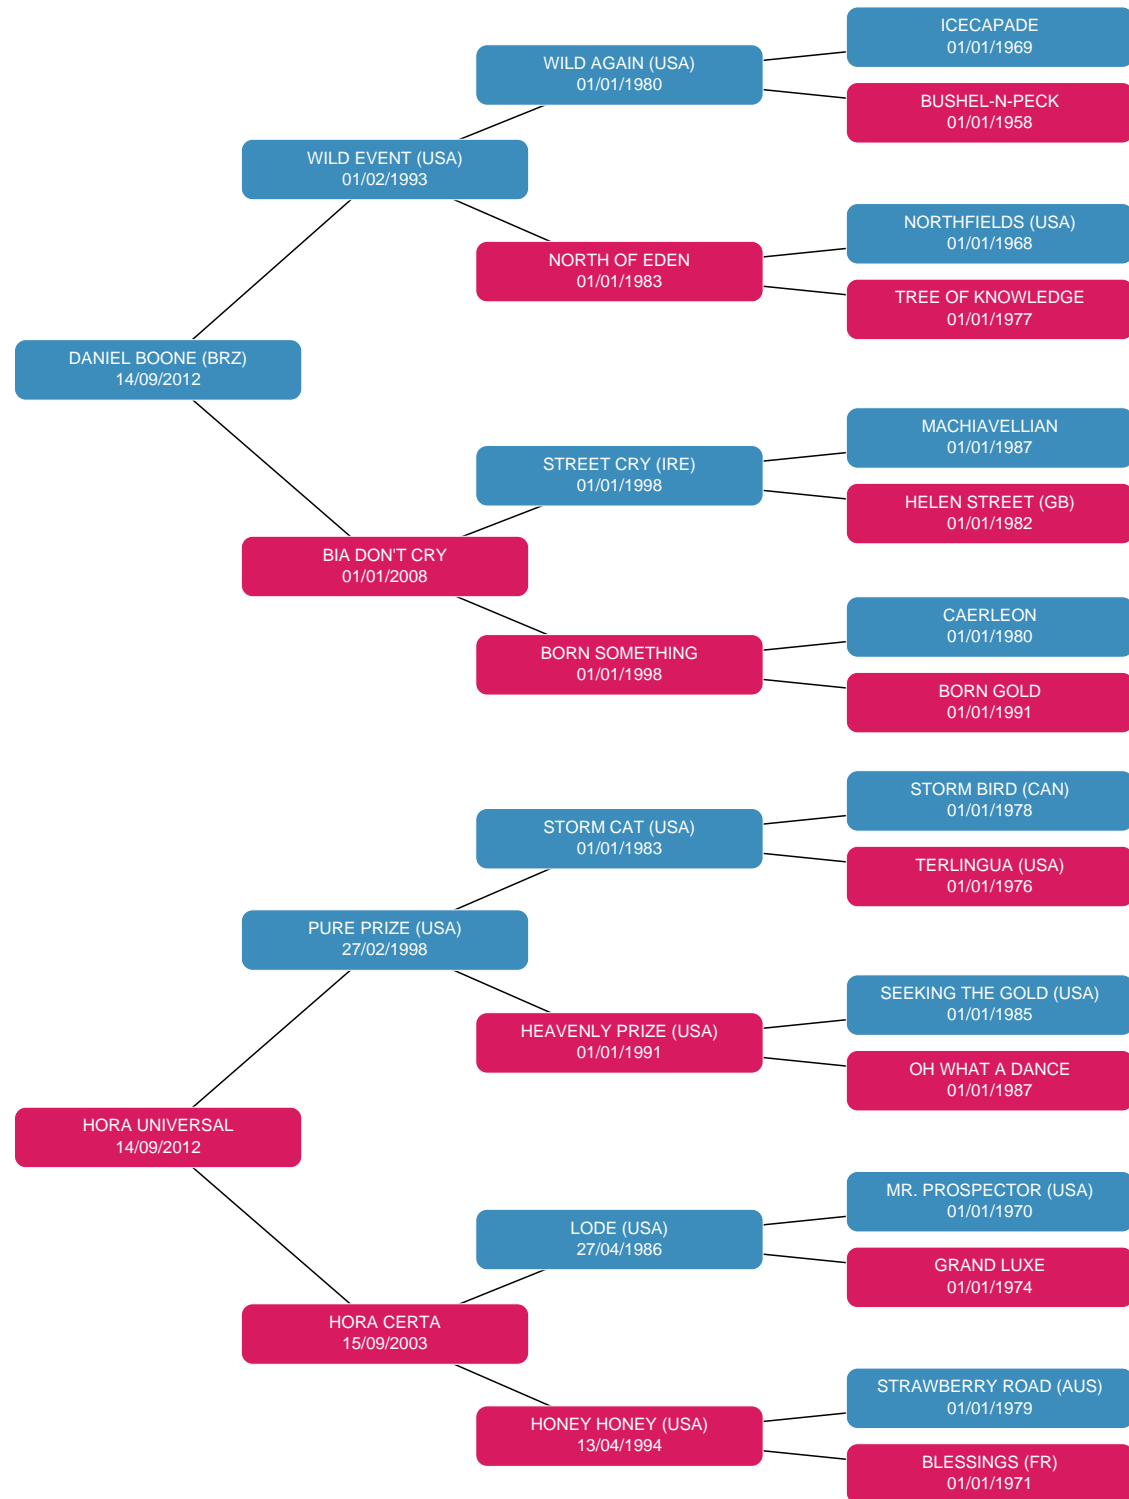 ICECAPADE
01/01/1969
WILD AGAIN (USA)
01/01/1980
BUSHEL-N-PECK
01/01/1958
WILD EVENT (USA)
01/02/1993
NORTHFIELDS (USA)
01/01/1968
NORTH OF EDEN
01/01/1983
TREE OF KNOWLEDGE
01/01/1977
DANIEL BOONE (BRZ)
14/09/2012
MACHIAVELLIAN
01/01/1987
STREET CRY (IRE)
01/01/1998
HELEN STREET (GB)
01/01/1982
BIA DON'T CRY
01/01/2008
CAERLEON
01/01/1980
BORN SOMETHING
01/01/1998
BORN GOLD
01/01/1991
STORM BIRD (CAN)
01/01/1978
STORM CAT (USA)
01/01/1983
TERLINGUA (USA)
01/01/1976
PURE PRIZE (USA)
27/02/1998
SEEKING THE GOLD (USA)
01/01/1985
HEAVENLY PRIZE (USA)
01/01/1991
OH WHAT A DANCE
01/01/1987
HORA UNIVERSAL
14/09/2012
MR. PROSPECTOR (USA)
01/01/1970
LODE (USA)
27/04/1986
GRAND LUXE
01/01/1974
HORA CERTA
15/09/2003
STRAWBERRY ROAD (AUS)
01/01/1979
HONEY HONEY (USA)
13/04/1994
BLESSINGS (FR)
01/01/1971